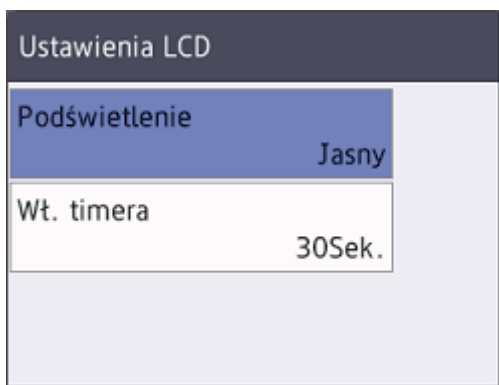 Ustawienia LCD
Podświetlenie
Jasny
Wł. timera
30Sek.